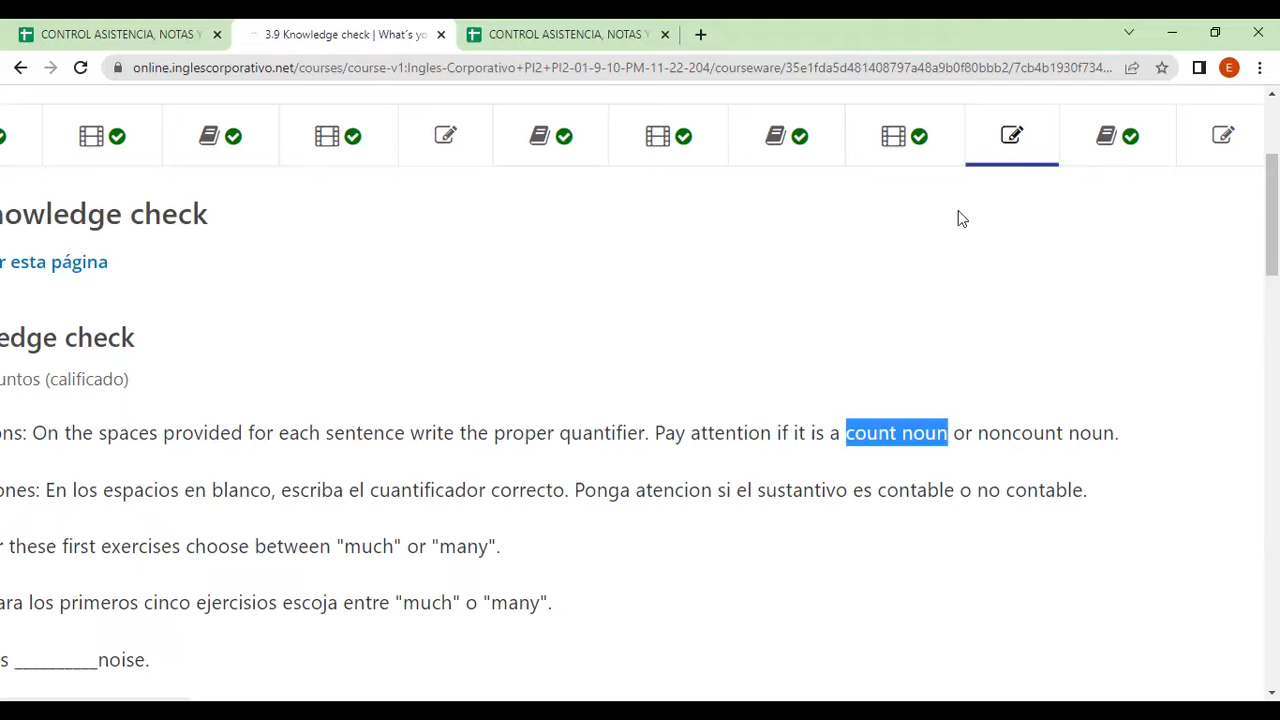 CONTROL ASISTENCIA, NOTAS Y
3.9 Knowledge check | What´s yo
CONTROL ASISTENCIA, NOTAS Y
online.inglescorporativo.net/courses/course-v1:Ingles-Corporativo+PI2+PI2-01-9-10-PM-11-22-204/courseware/35e1fda5d481408797a48a9b0f80bbb2/7cb4b1930f734...
E
nowledge check
r esta página
edge check
untos (calificado)
ons: On the spaces provided for each sentence write the proper quantifier. Pay attention if it is a count noun or noncount noun.
ones: En los espacios en blanco, escriba el cuantificador correcto. Ponga atencion si el sustantivo es contable o no contable.
r these first exercises choose between "much" or "many".
ara los primeros cinco ejercisios escoja entre "much" o "many".
s __________noise.